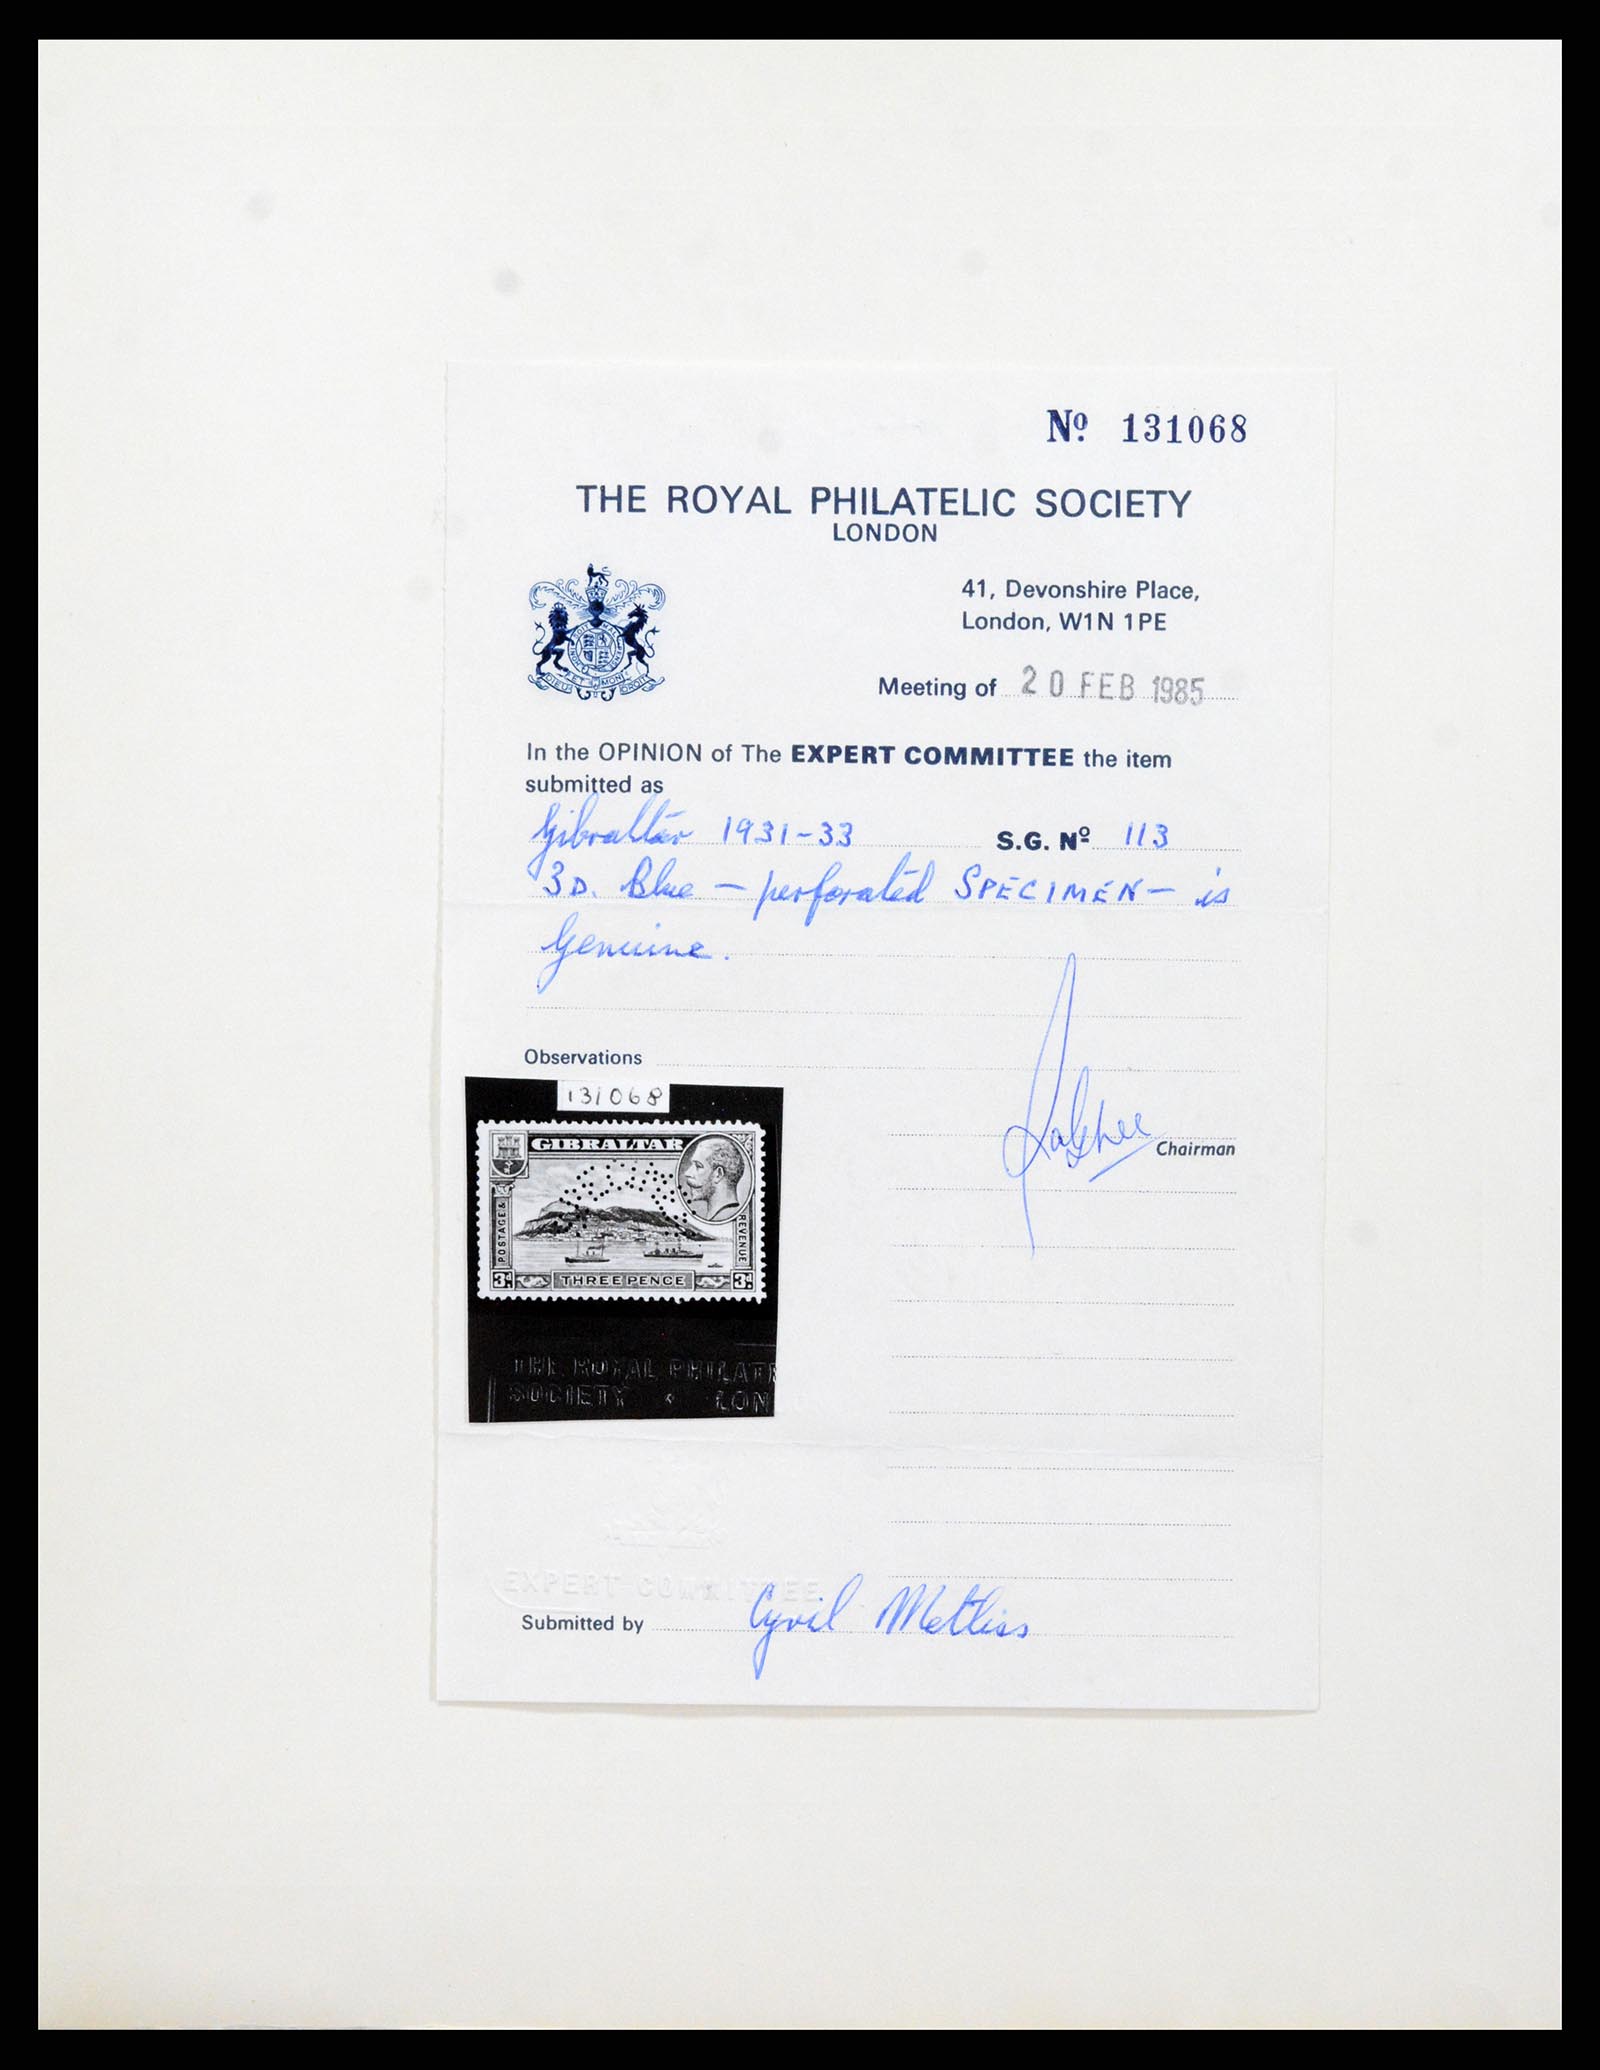 Nº 131068
THE ROYAL PHILATELIC SOCIETY
LONDON
41, Devonshire Place,
London, W1N 1PE
Meeting of 20 FEB 1985
In the OPINION of The EXPERT COMMITTEE the item
submitted as
Gibraltar 1931-33 S.G. Nº 113
3D. Blue — perforated SPECIMEN — is
Genuine.
Observations
131068
GIBRALTAR
POSTAGE &
REVENUE
3d THREE PENCE 3d
THE ROYAL PHILATE
SOCIETY LON
Chairman
EXPERT COMMITTEE
Submitted by Cyril Metliss